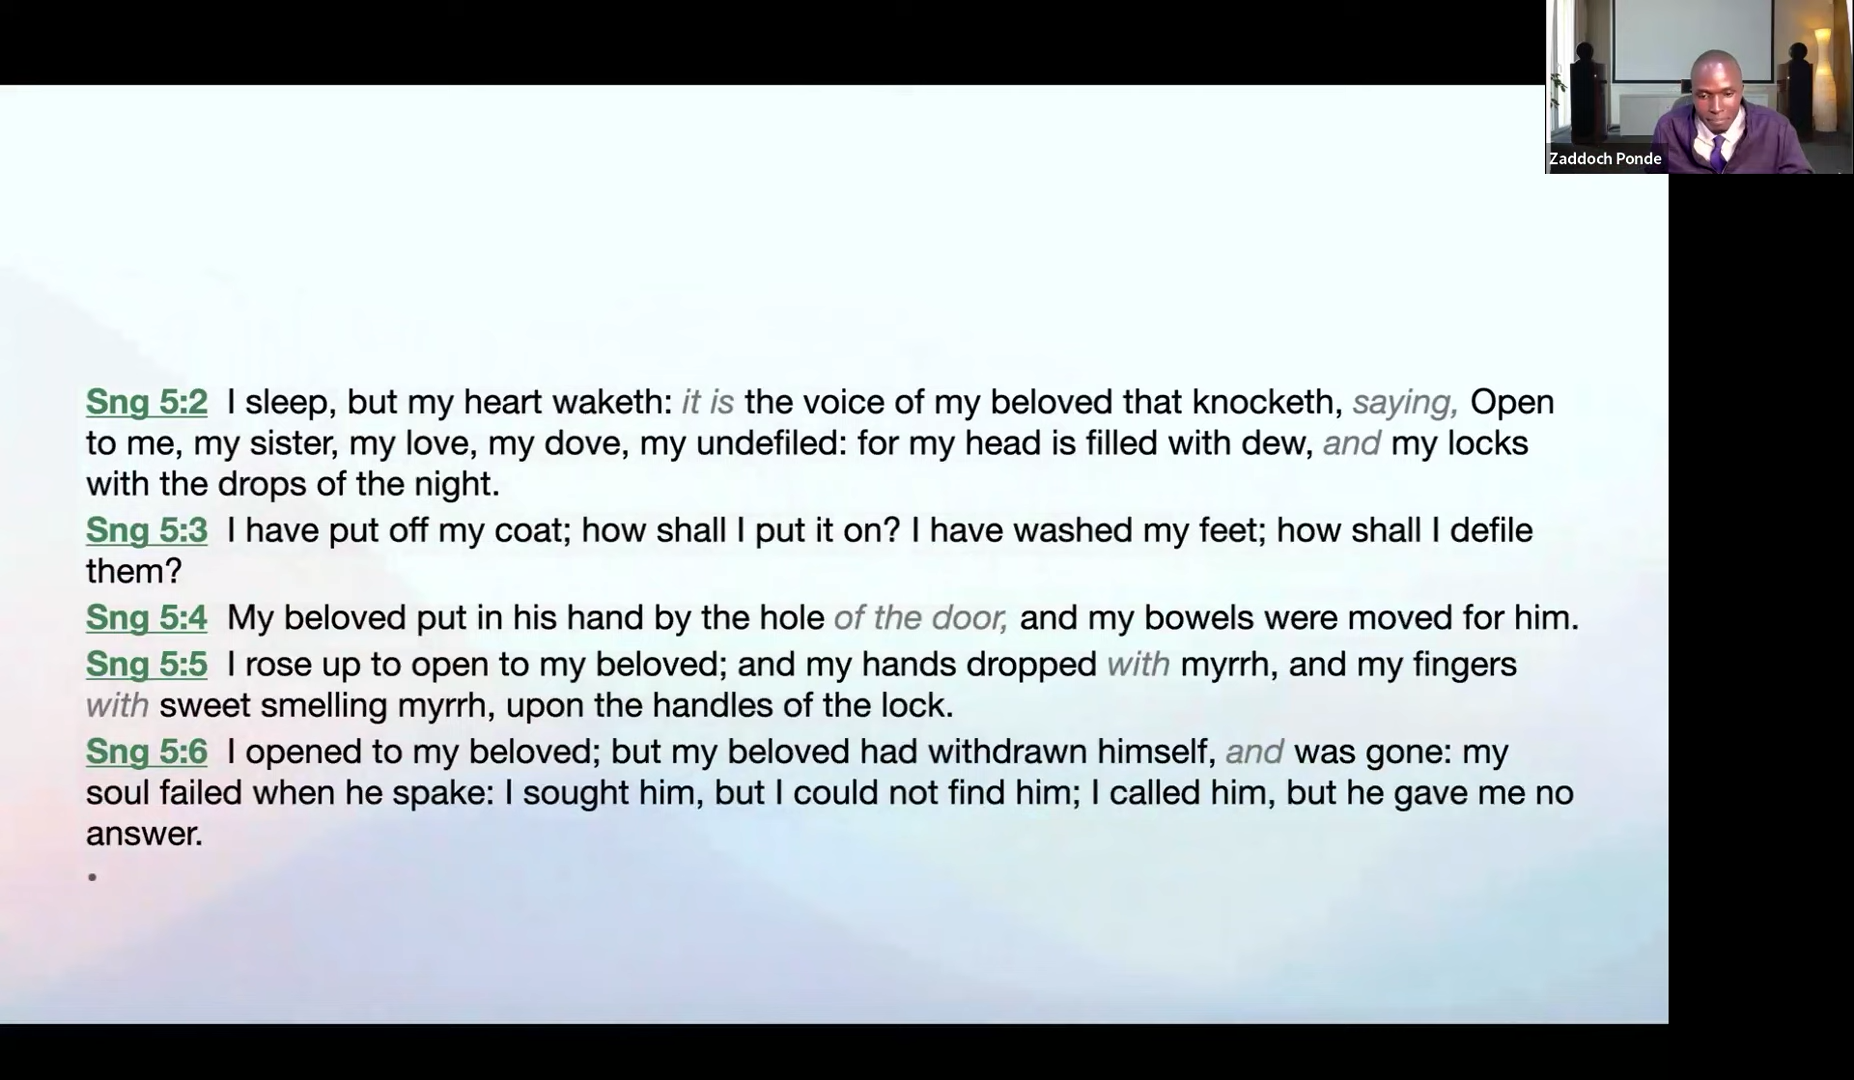 Zaddoch Ponde
Sng 5:2 I sleep, but my heart waketh: it is the voice of my beloved that knocketh, saying, Open
to me, my sister, my love, my dove, my undefiled: for my head is filled with dew, and my locks
with the drops of the night.
Sng 5:3 I have put off my coat; how shall I put it on? I have washed my feet; how shall I defile
them?
Sng 5:4 My beloved put in his hand by the hole of the door, and my bowels were moved for him.
Sng 5:5 I rose up to open to my beloved; and my hands dropped with myrrh, and my fingers
with sweet smelling myrrh, upon the handles of the lock.
Sng 5:6 I opened to my beloved; but my beloved had withdrawn himself, and was gone: my
soul failed when he spake: I sought him, but I could not find him; I called him, but he gave me no
answer.
•